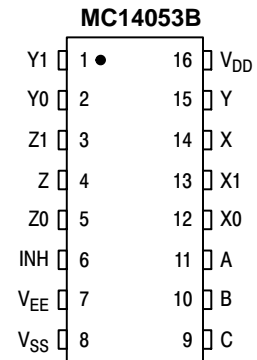 MC14053B
Y1 1 16 VDD
Y0 2 15 Y
Z1 3 14 X
Z 4 13 X1
Z0 5 12 X0
INH 6 11 A
VEE 7 10 B
VSS 8 9 C